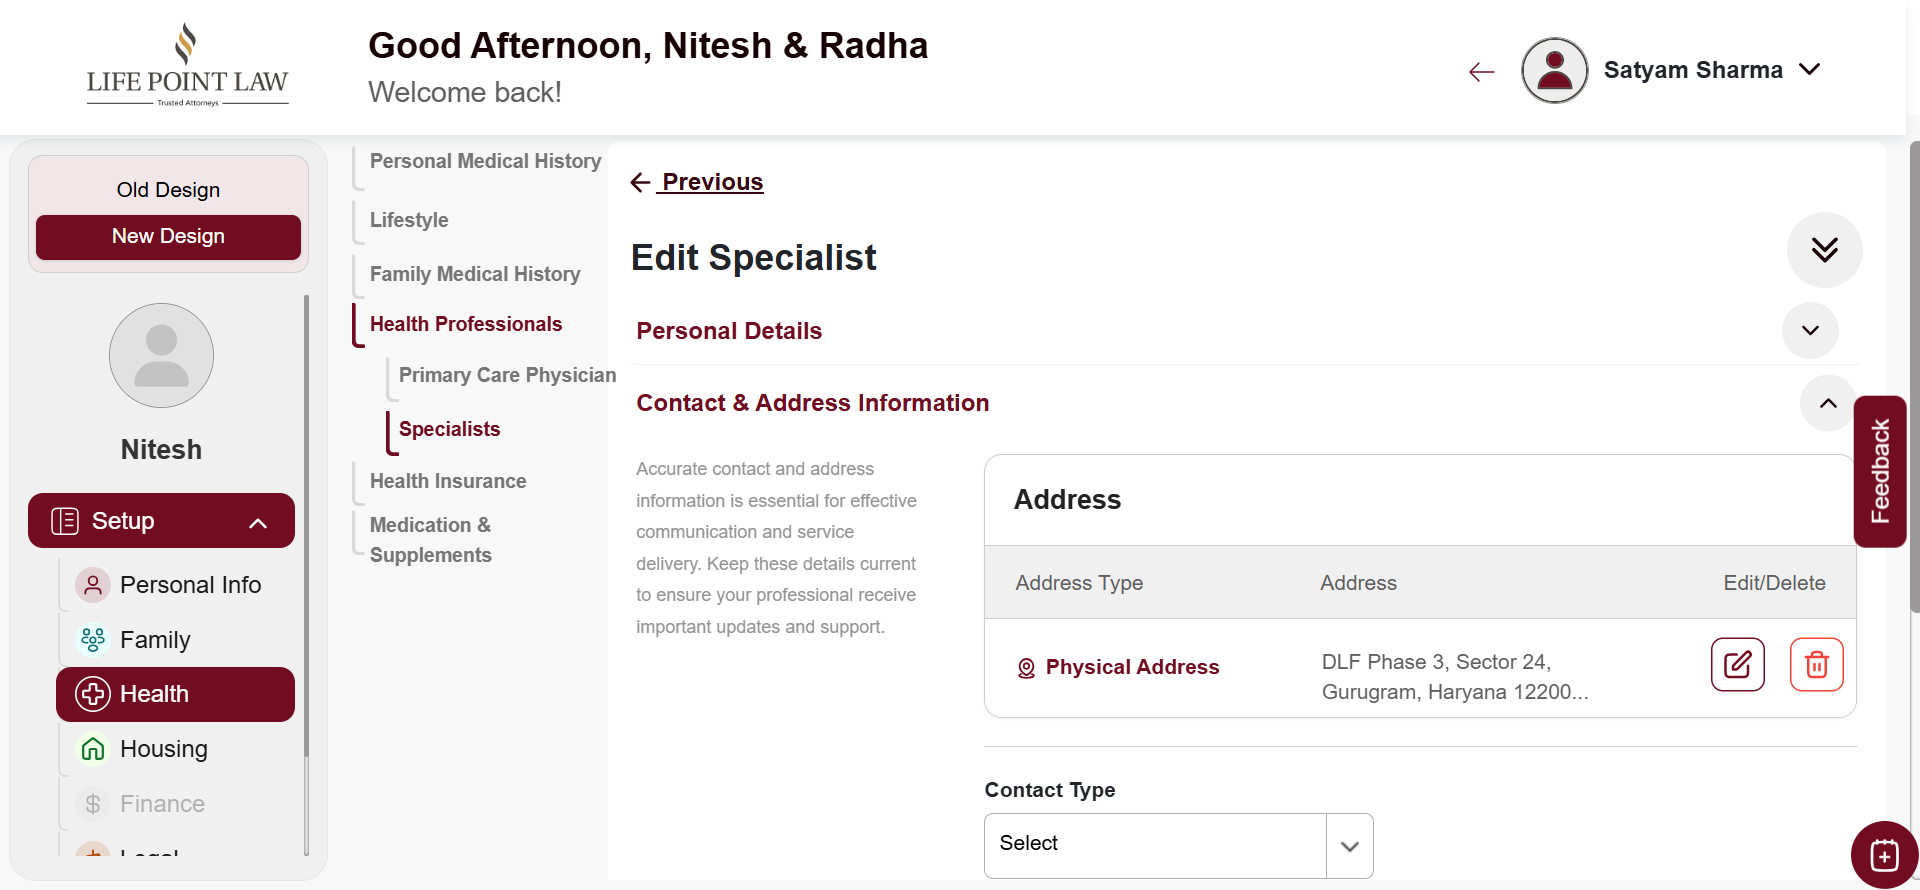 LIFE POINT LAW
Trusted Attorneys
Good Afternoon, Nitesh & Radha
Welcome back!
Satyam Sharma
Old Design
New Design
Nitesh
Setup
Personal Info
Family
Health
Housing
Finance
Legal
Personal Medical History
Lifestyle
Family Medical History
Health Professionals
Primary Care Physician
Specialists
Health Insurance
Medication &
Supplements
Previous
Edit Specialist
Personal Details
Contact & Address Information
Accurate contact and address
information is essential for effective
communication and service
delivery. Keep these details current
to ensure your professional receive
important updates and support.
Address
Address Type Address Edit/Delete
Physical Address
DLF Phase 3, Sector 24,
Gurugram, Haryana 12200...
Contact Type
Select
Feedback